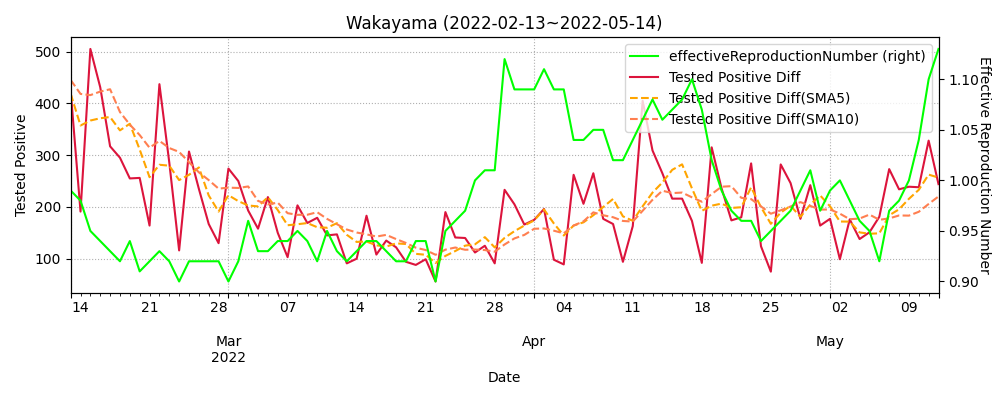 Wakayama (2022-02-13~2022-05-14)
effectiveReproductionNumber (right)
Tested Positive Diff
Tested Positive Diff(SMA5)
Tested Positive Diff(SMA10)
Tested Positive
500
400
300
200
100
1.10
1.05
1.00
0.95
0.90
Effective Reproduction Number
14 21 28 07 14 21 28 04 11 18 25 02 09
Mar Apr May
2022
Date